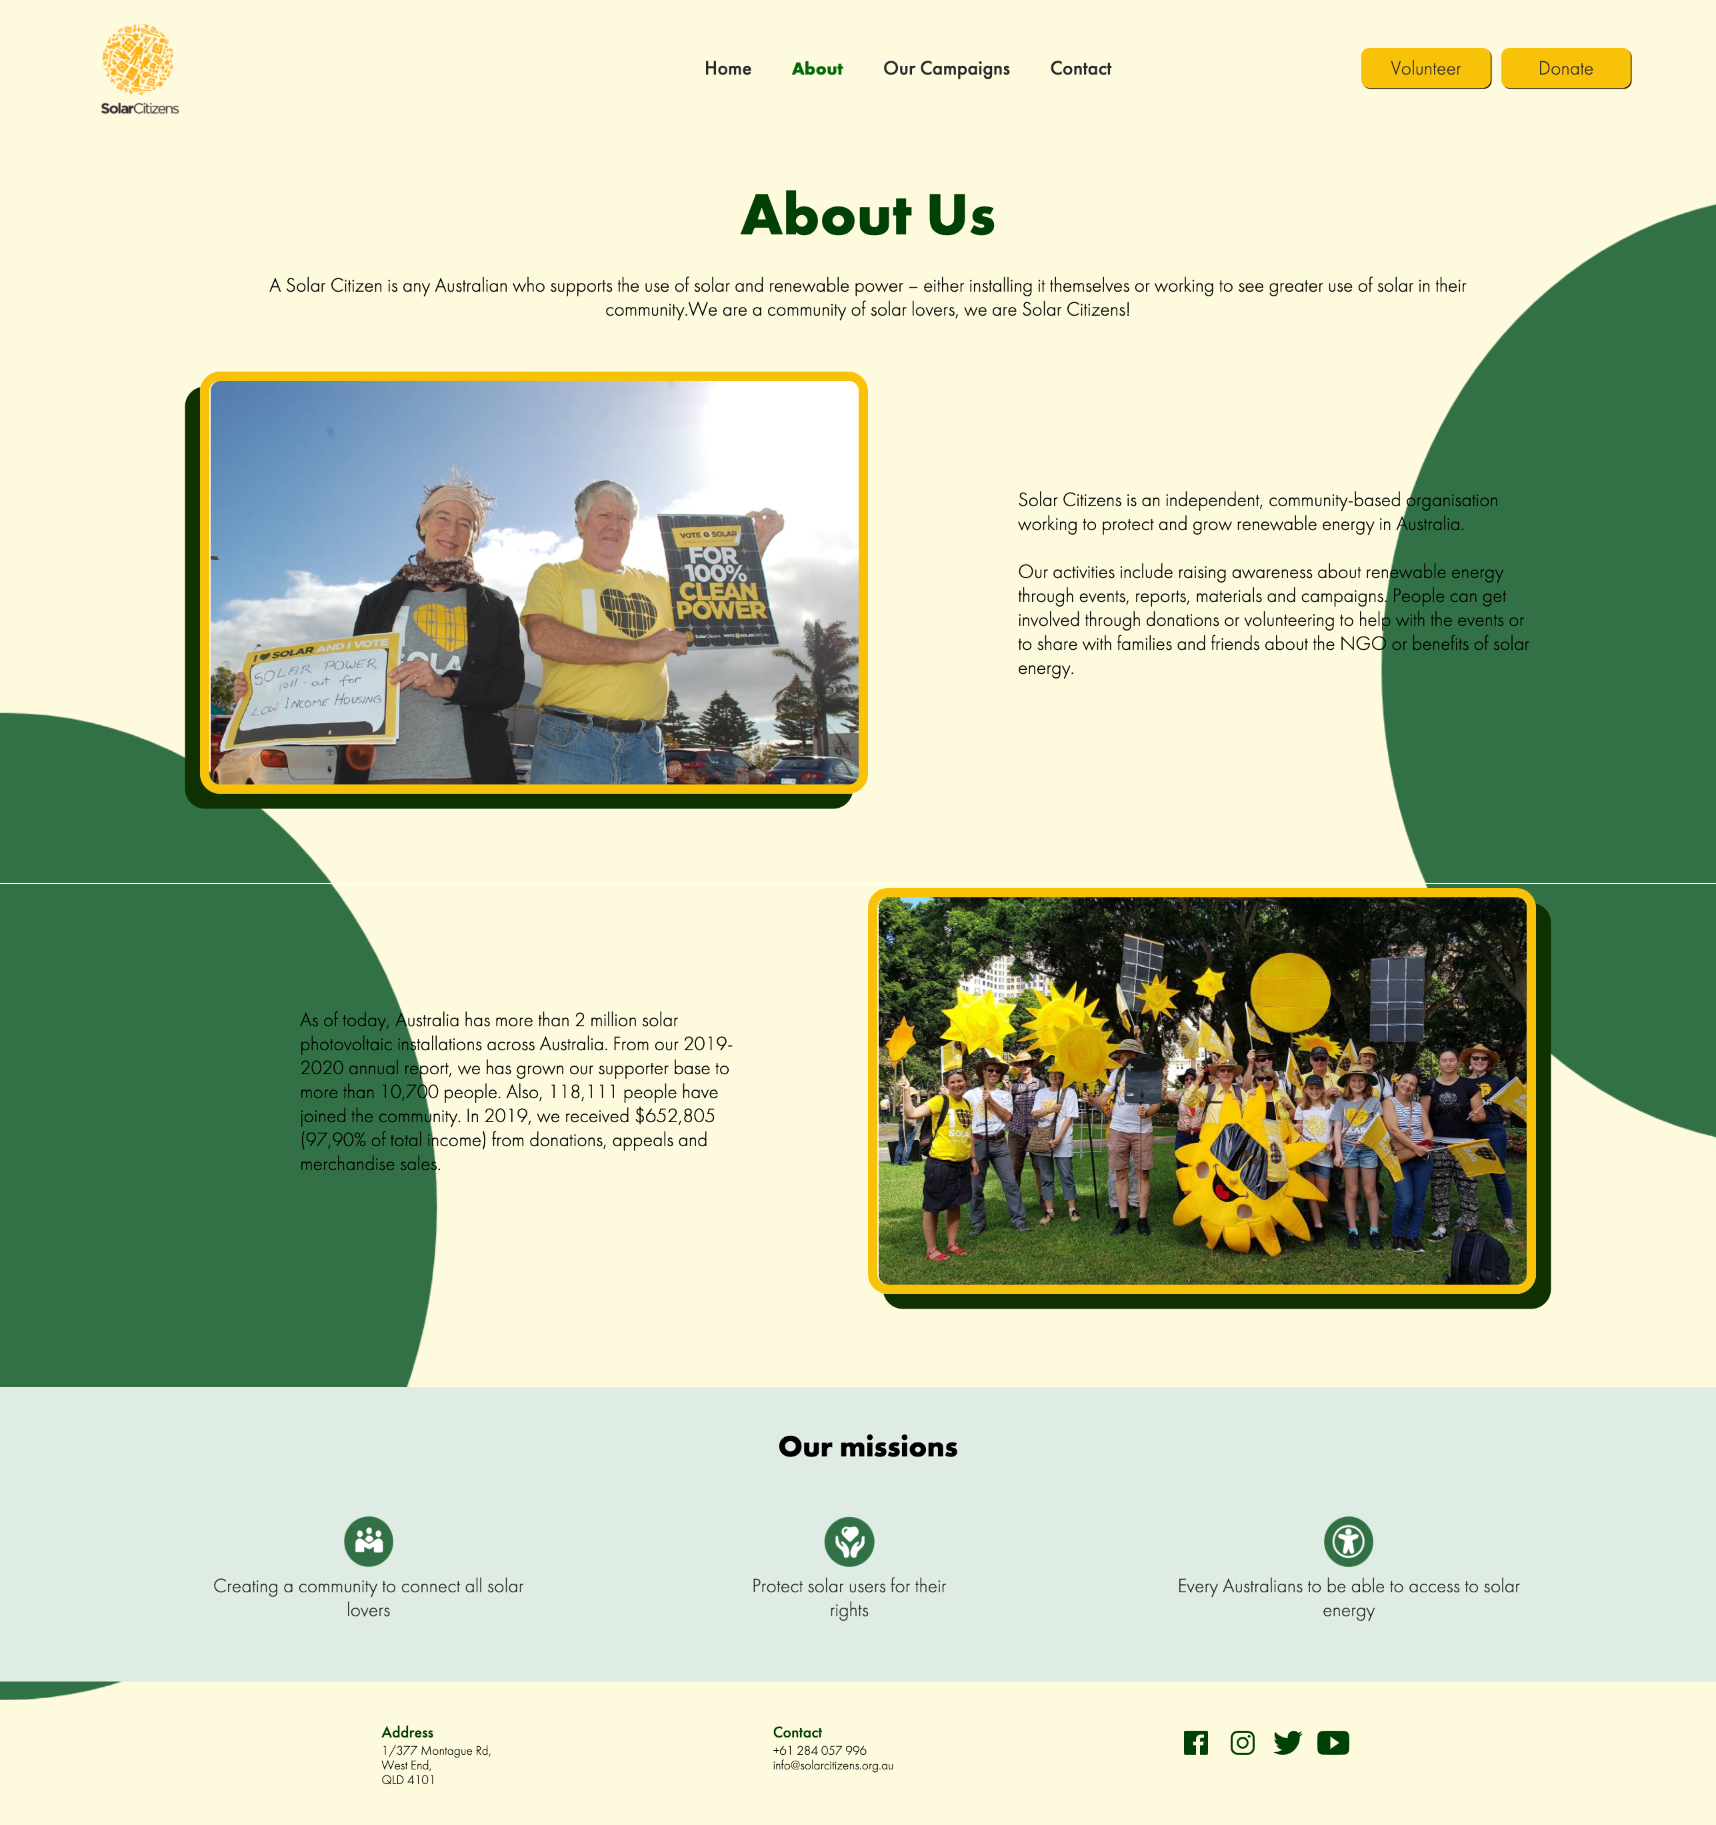 SolarCitizens
Home About Our Campaigns Contact
Volunteer Donate
About Us
A Solar Citizen is any Australian who supports the use of solar and renewable power – either installing it themselves or working to see greater use of solar in their
community.We are a community of solar lovers, we are Solar Citizens!
VOTE 1 SOLAR
FOR
100%
CLEAN
POWER
I
SOLA
I
I ♥ SOLAR AND I VOTE
SOLAR POWER
roll-out for
LOW INCOME HOUSING
Solar Citizens is an independent, community-based organisation
working to protect and grow renewable energy in Australia.
Our activities include raising awareness about renewable energy
through events, reports, materials and campaigns. People can get
involved through donations or volunteering to help with the events or
to share with families and friends about the NGO or benefits of solar
energy.
As of today, Australia has more than 2 million solar
photovoltaic installations across Australia. From our 2019-
2020 annual report, we has grown our supporter base to
more than 10,700 people. Also, 118,111 people have
joined the community. In 2019, we received $652,805
(97,90% of total income) from donations, appeals and
merchandise sales.
Our missions
Creating a community to connect all solar
lovers
Protect solar users for their
rights
Every Australians to be able to access to solar
energy
Address
1/377 Montague Rd,
West End,
QLD 4101
Contact
+61 284 057 996
info@solarcitizens.org.au